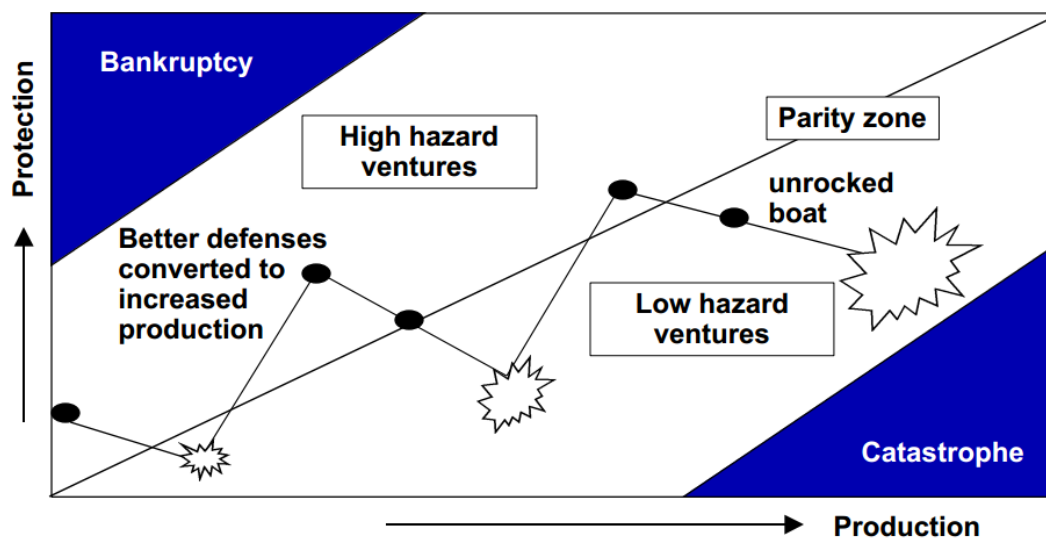 Bankruptcy
Protection
High hazard
ventures
Parity zone
unrocked
boat
Better defenses
converted to
increased
production
Low hazard
ventures
Catastrophe
Production